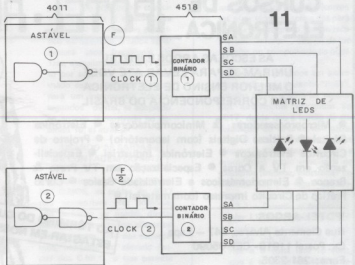 4011
4518
11
ASTÁVEL
1
F
CLOCK 1
CONTADOR
BINÁRIO
1
SA
SB
SC
SD
MATRIZ DE
LEDS
ASTÁVEL
2
F
2
CLOCK 2
CONTADOR
BINÁRIO
2
SA
SB
SC
SD